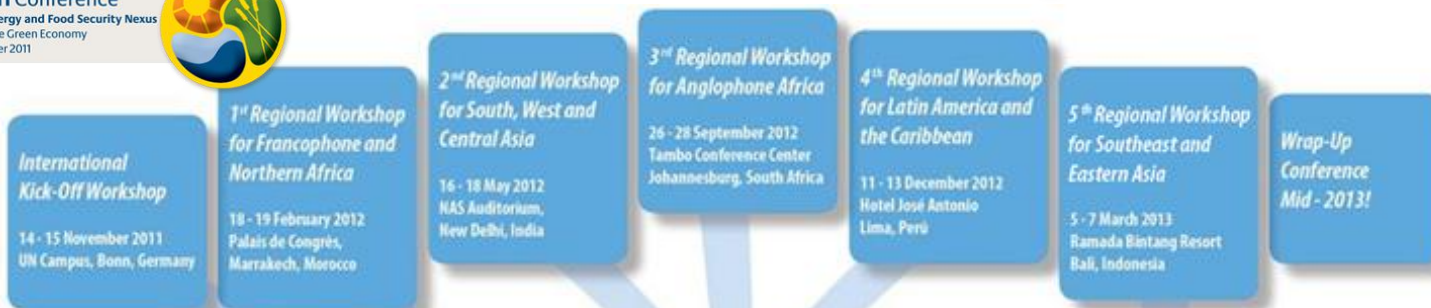 Conference
ergy and Food Security Nexus
e Green Economy
er 2011
International
Kick-Off Workshop
14 - 15 November 2011
UN Campus, Bonn, Germany
1st Regional Workshop
for Francophone and
Northern Africa
18 - 19 February 2012
Palais de Congrès,
Marrakech, Morocco
2nd Regional Workshop
for South, West and
Central Asia
16 - 18 May 2012
NAS Auditorium,
New Delhi, India
3rd Regional Workshop
for Anglophone Africa
26 - 28 September 2012
Tambo Conference Center
Johannesburg, South Africa
4th Regional Workshop
for Latin America and
the Caribbean
11 - 13 December 2012
Hotel José Antonio
Lima, Perú
5th Regional Workshop
for Southeast and
Eastern Asia
5 - 7 March 2013
Ramada Bintang Resort
Bali, Indonesia
Wrap-Up
Conference
Mid - 2013!